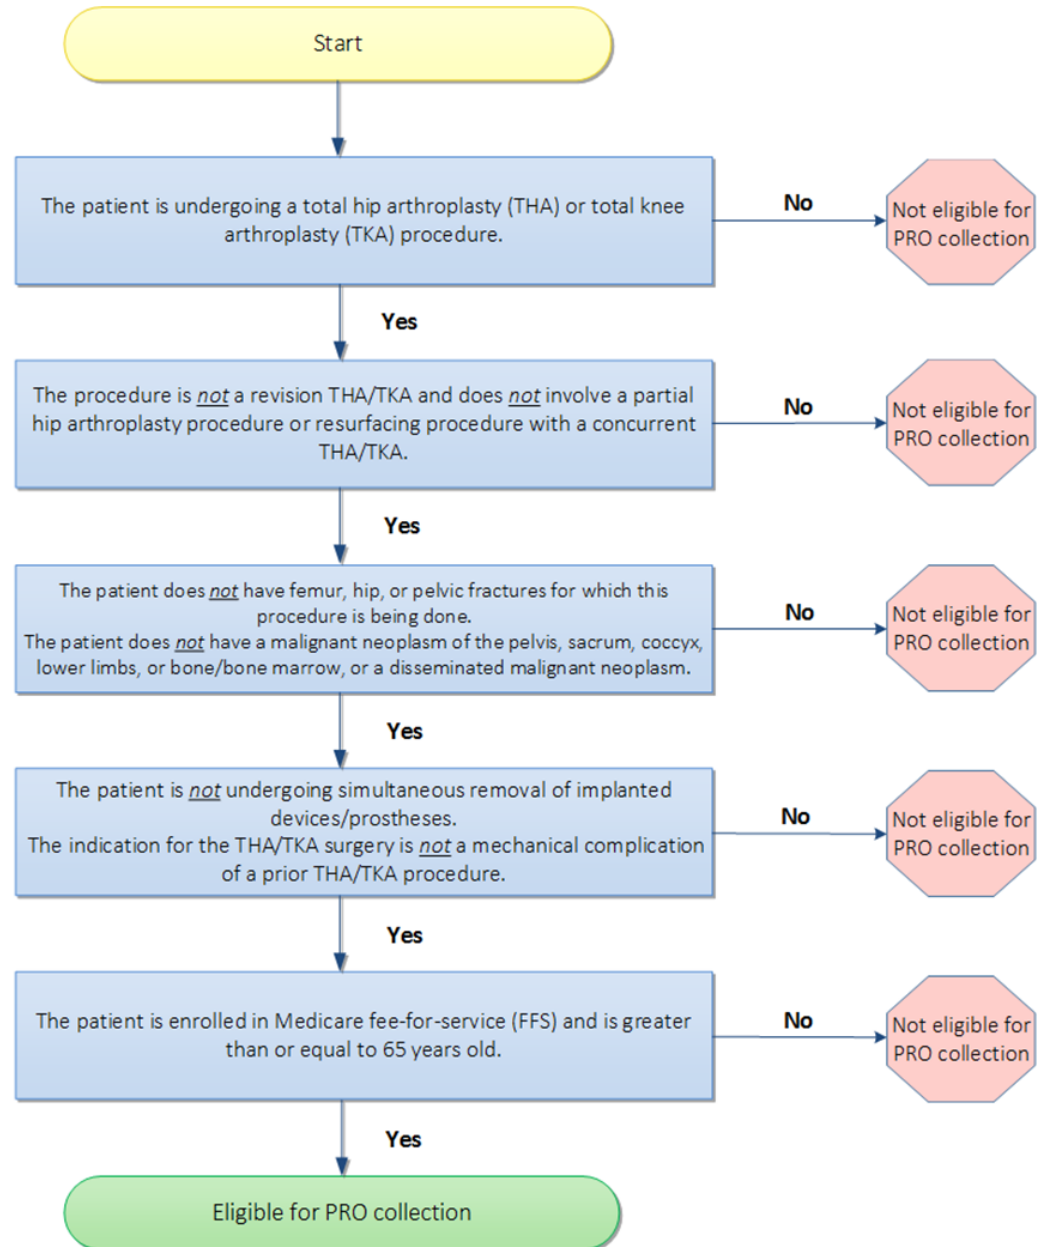 Start
The patient is undergoing a total hip arthroplasty (THA) or total knee
arthroplasty (TKA) procedure.
No
Not eligible for
PRO collection
Yes
The procedure is not a revision THA/TKA and does not involve a partial
hip arthroplasty procedure or resurfacing procedure with a concurrent
THA/TKA.
No
Not eligible for
PRO collection
Yes
The patient does not have femur, hip, or pelvic fractures for which this
procedure is being done.
The patient does not have a malignant neoplasm of the pelvis, sacrum, coccyx,
lower limbs, or bone/bone marrow, or a disseminated malignant neoplasm.
No
Not eligible for
PRO collection
Yes
The patient is not undergoing simultaneous removal of implanted
devices/prostheses.
The indication for the THA/TKA surgery is not a mechanical complication
of a prior THA/TKA procedure.
No
Not eligible for
PRO collection
Yes
The patient is enrolled in Medicare fee-for-service (FFS) and is greater
than or equal to 65 years old.
No
Not eligible for
PRO collection
Yes
Eligible for PRO collection